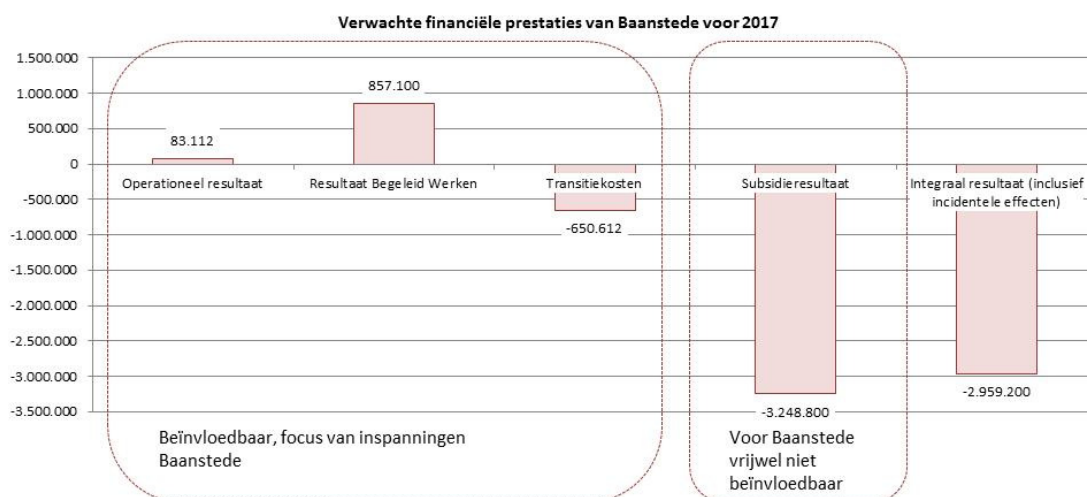 Verwachte financiële prestaties van Baanstede voor 2017
1.500.000
1.000.000
500.000
0
-500.000
-1.000.000
-1.500.000
-2.000.000
-2.500.000
-3.000.000
-3.500.000
83.112
857.100
-650.612
-3.248.800
-2.959.200
Operationeel resultaat
Resultaat Begeleid Werken
Transitiekosten
Subsidieresultaat
Integraal resultaat (inclusief
incidentele effecten)
Beïnvloedbaar, focus van inspanningen
Baanstede
Voor Baanstede
vrijwel niet
beïnvloedbaar